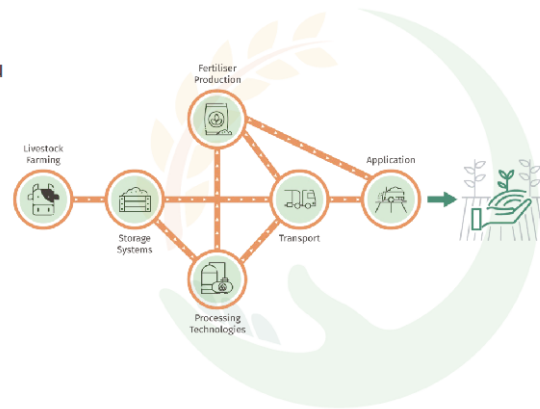 Fertiliser
Production
Livestock
Farming
Application
Storage
Systems
Transport
Processing
Technologies